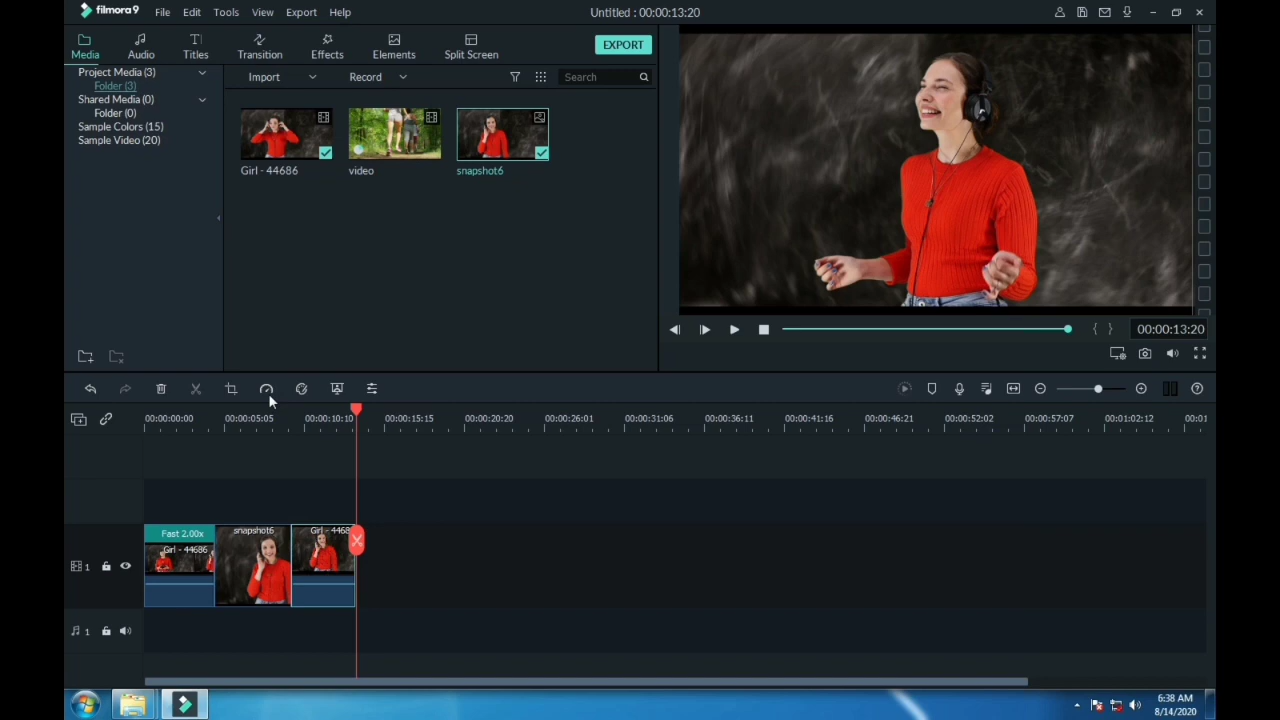 filmora9 File Edit Tools View Export Help Untitled : 00:00:13:20
Media Audio Titles Transition Effects Elements Split Screen EXPORT
Project Media (3)
Folder (3)
Shared Media (0)
Folder (0)
Sample Colors (15)
Sample Video (20)
Import Record Search
Girl - 44686 video snapshot6
00:00:13:20
00:00:00:00 00:00:05:05 00:00:10:10 00:00:15:15 00:00:20:20 00:00:26:01 00:00:31:06 00:00:36:11 00:00:41:16 00:00:46:21 00:00:52:02 00:00:57:07 00:01:02:12 00:01
Fast 2.00x snapshot6 Girl - 4468
Girl - 44686
1
1
6:38 AM
8/14/2020